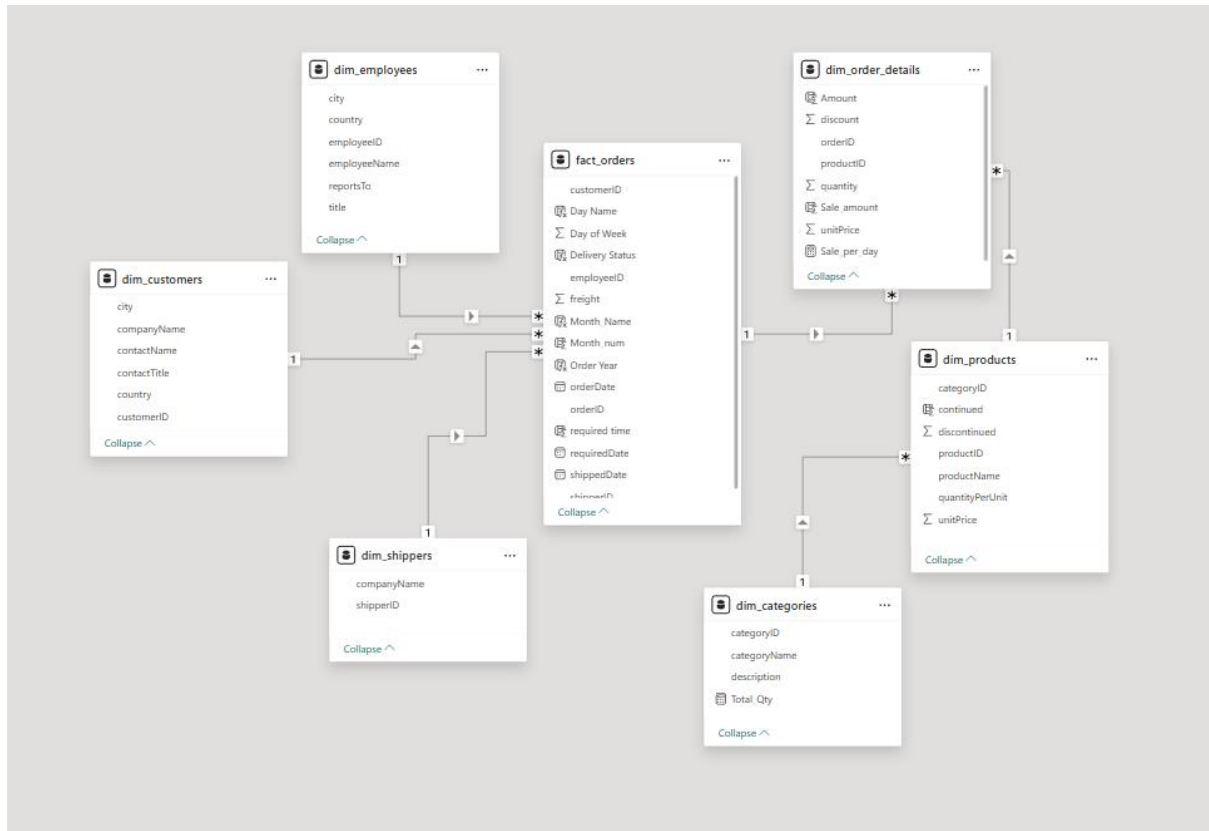 dim_employees
city
country
employeeID
employeeName
reportsTo
title
Collapse
dim_order_details
Amount
discount
orderID
productID
quantity
Sale_amount
unitPrice
Sale_per_day
Collapse
fact_orders
customerID
Day Name
Day of Week
Delivery Status
employeeID
freight
Month_Name
Month_num
Order Year
orderDate
orderID
required time
requiredDate
shippedDate
shipperID
Collapse
dim_customers
city
companyName
contactName
contactTitle
country
customerID
Collapse
1
*
1
*
*
1
*
*
1
1
*
1
1
dim_products
categoryID
continued
discontinued
productID
productName
quantityPerUnit
unitPrice
Collapse
dim_shippers
companyName
shipperID
Collapse
dim_categories
categoryID
categoryName
description
Total_Qty
Collapse